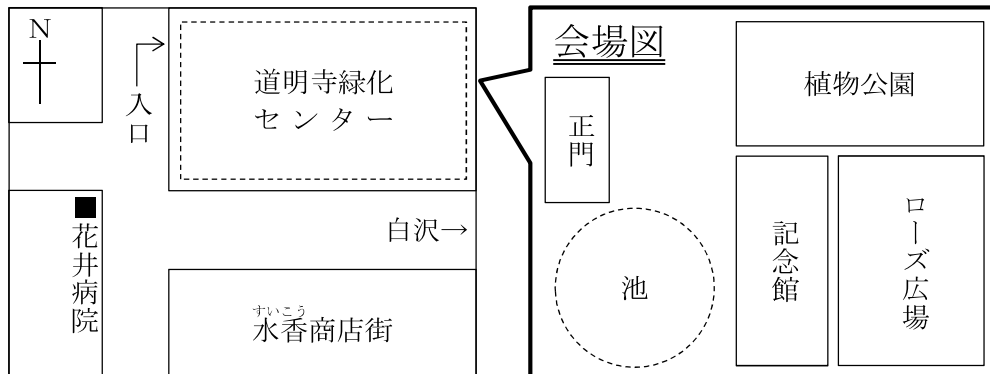 N
入口
道明寺緑化
センター
花井病院
白沢→
すいこう
水香商店街
会場図
正門
植物公園
池
記念館
ローズ広場